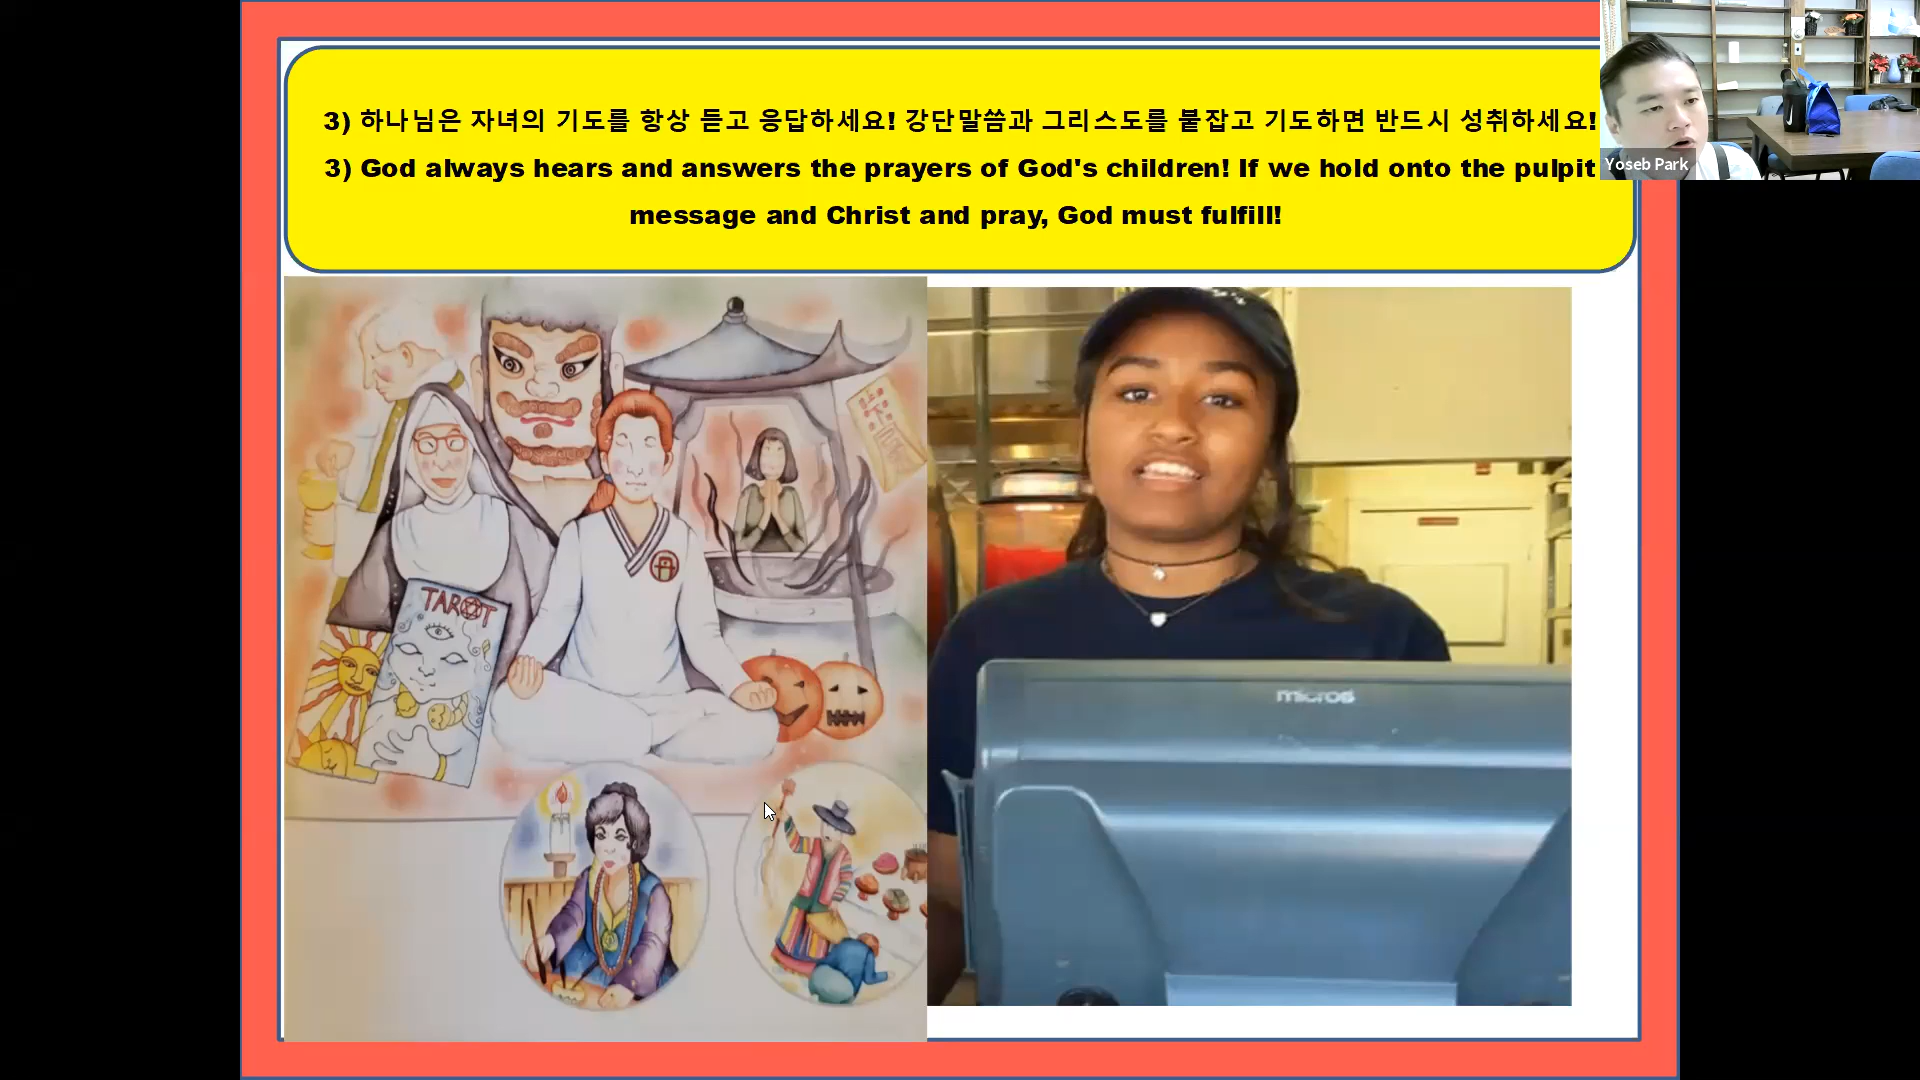 3) 하나님은 자녀의 기도를 항상 듣고 응답하세요! 강단말씀과 그리스도를 붙잡고 기도하면 반드시 성취하세요!
3) God always hears and answers the prayers of God's children! If we hold onto the pulpit
message and Christ and pray, God must fulfill!
Yoseb Park
TAROT
micros